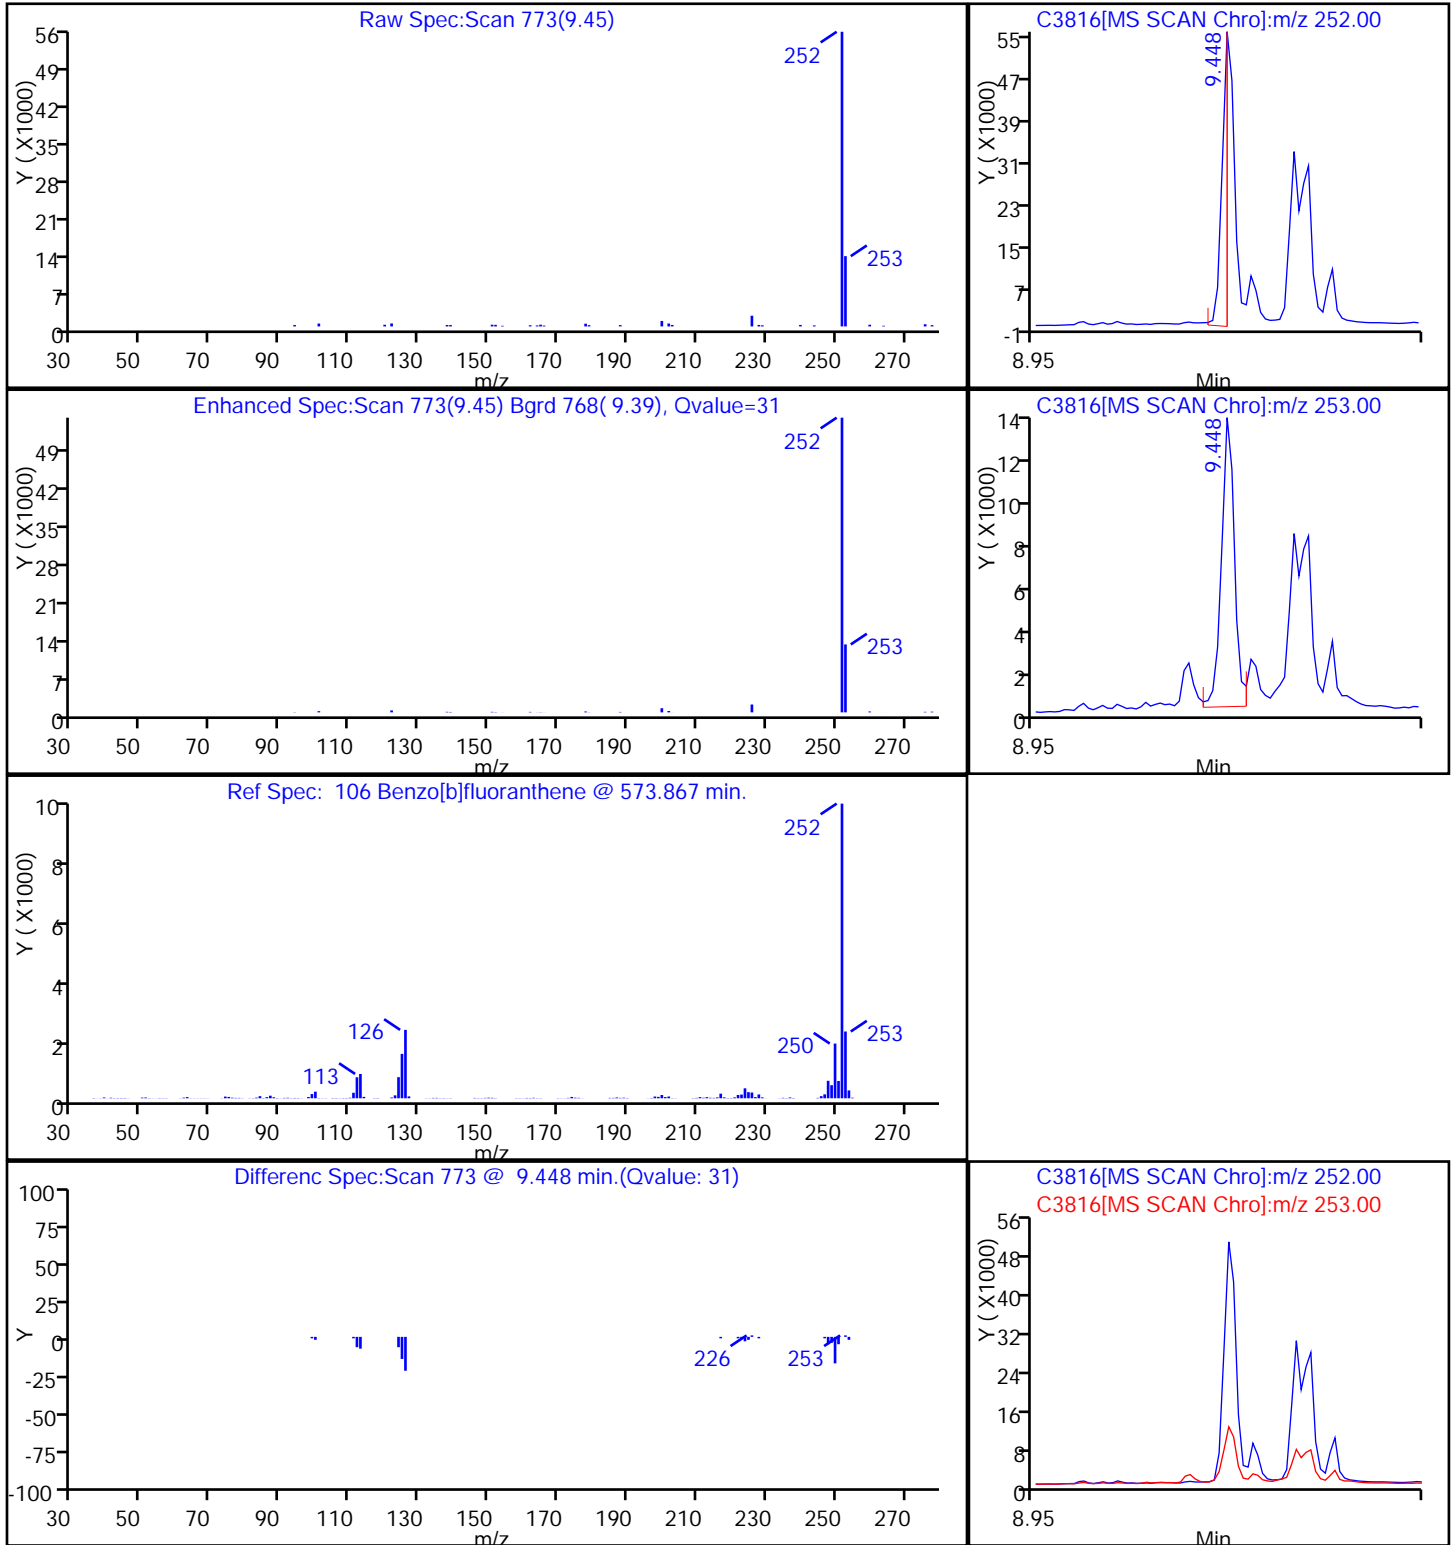 Raw Spec:Scan 773(9.45)
56
49
42
35
28
21
14
7
0
Y ( X1000)
252
253
30 50 70 90 110 130 150 170 190 210 230 250 270
m/z
C3816[MS SCAN Chro]:m/z 252.00
55
47
39
31
23
15
7
-1
Y ( X1000)
9.448
8.95
Min
Enhanced Spec:Scan 773(9.45) Bgrd 768( 9.39), Qvalue=31
49
42
35
28
21
14
7
0
Y ( X1000)
252
253
30 50 70 90 110 130 150 170 190 210 230 250 270
m/z
C3816[MS SCAN Chro]:m/z 253.00
14
12
10
8
6
4
2
0
Y ( X1000)
9.448
8.95
Min
Ref Spec: 106 Benzo[b]fluoranthene @ 573.867 min.
10
8
6
4
2
0
Y ( X1000)
252
126
113
250
253
30 50 70 90 110 130 150 170 190 210 230 250 270
m/z
Differenc Spec:Scan 773 @ 9.448 min.(Qvalue: 31)
100
75
50
25
0
-25
-50
-75
-100
Y
226
253
30 50 70 90 110 130 150 170 190 210 230 250 270
m/z
C3816[MS SCAN Chro]:m/z 252.00
C3816[MS SCAN Chro]:m/z 253.00
56
48
40
32
24
16
8
0
Y ( X1000)
8.95
Min